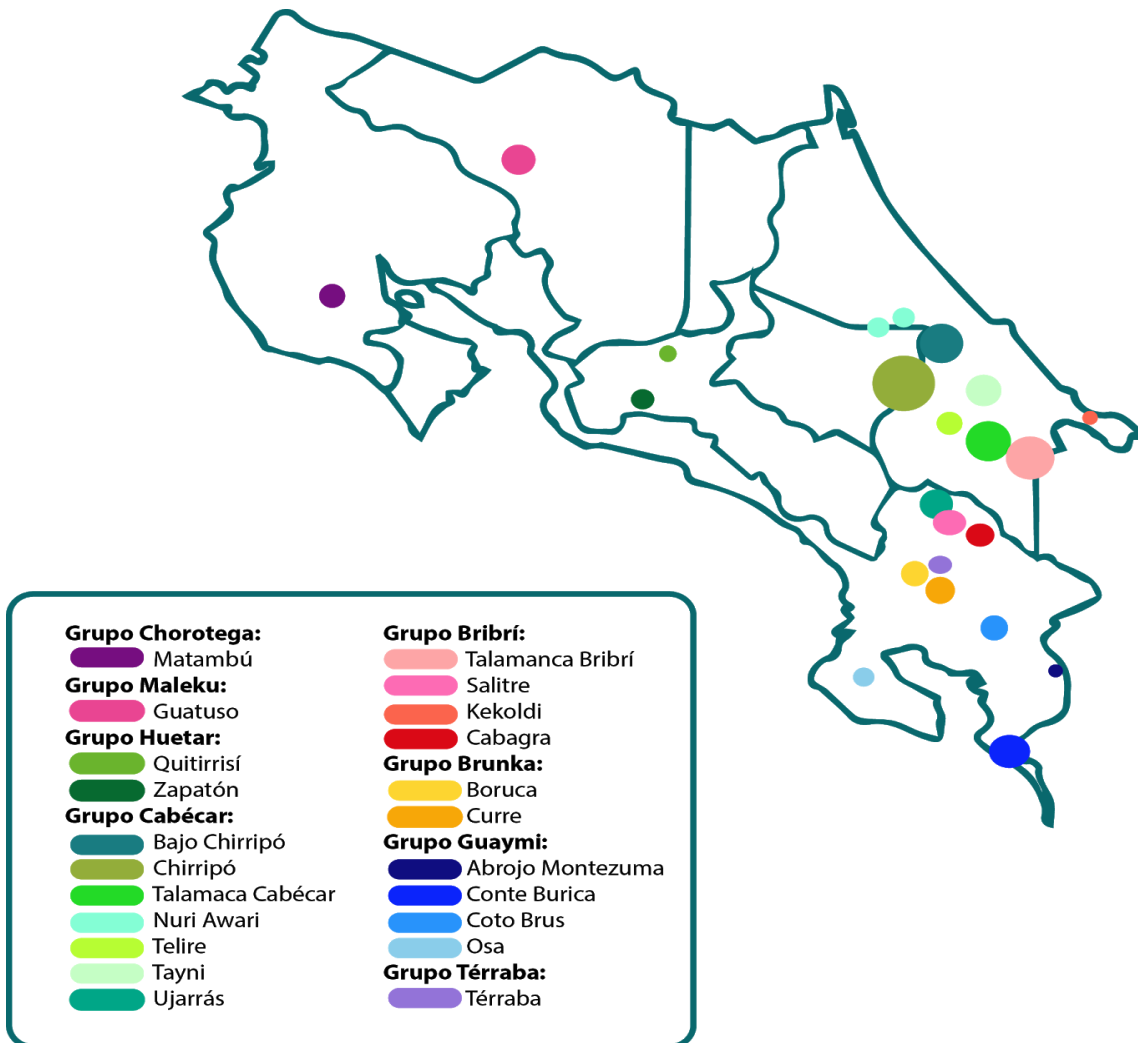 Grupo Chorotega:
Matambú
Grupo Maleku:
Guatuso
Grupo Huetar:
Quitirrisí
Zapatón
Grupo Cabécar:
Bajo Chirripó
Chirripó
Talamaca Cabécar
Nuri Awari
Telire
Tayni
Ujarrás
Grupo Bribrí:
Talamanca Bribrí
Salitre
Kekoldi
Cabagra
Grupo Brunka:
Boruca
Curre
Grupo Guaymi:
Abrojo Montezuma
Conte Burica
Coto Brus
Osa
Grupo Térraba:
Térraba